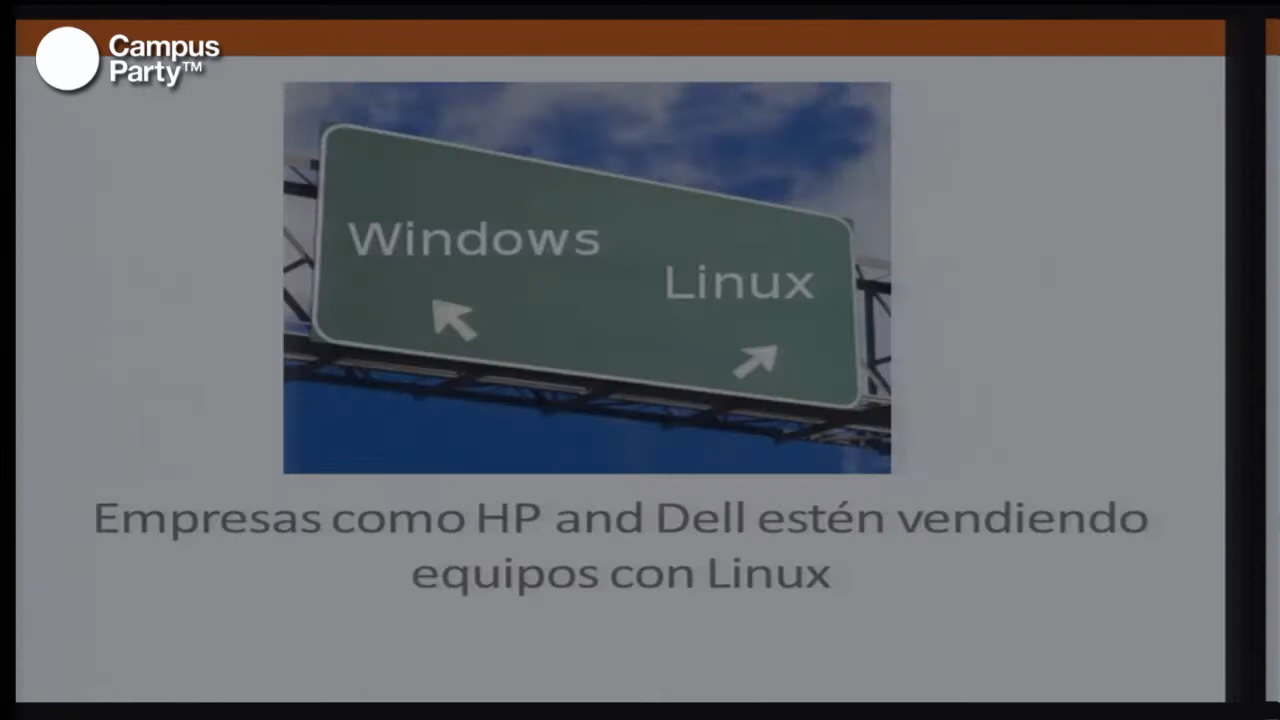 Campus
Party™
Windows
Linux
Empresas como HP and Dell estén vendiendo
equipos con Linux